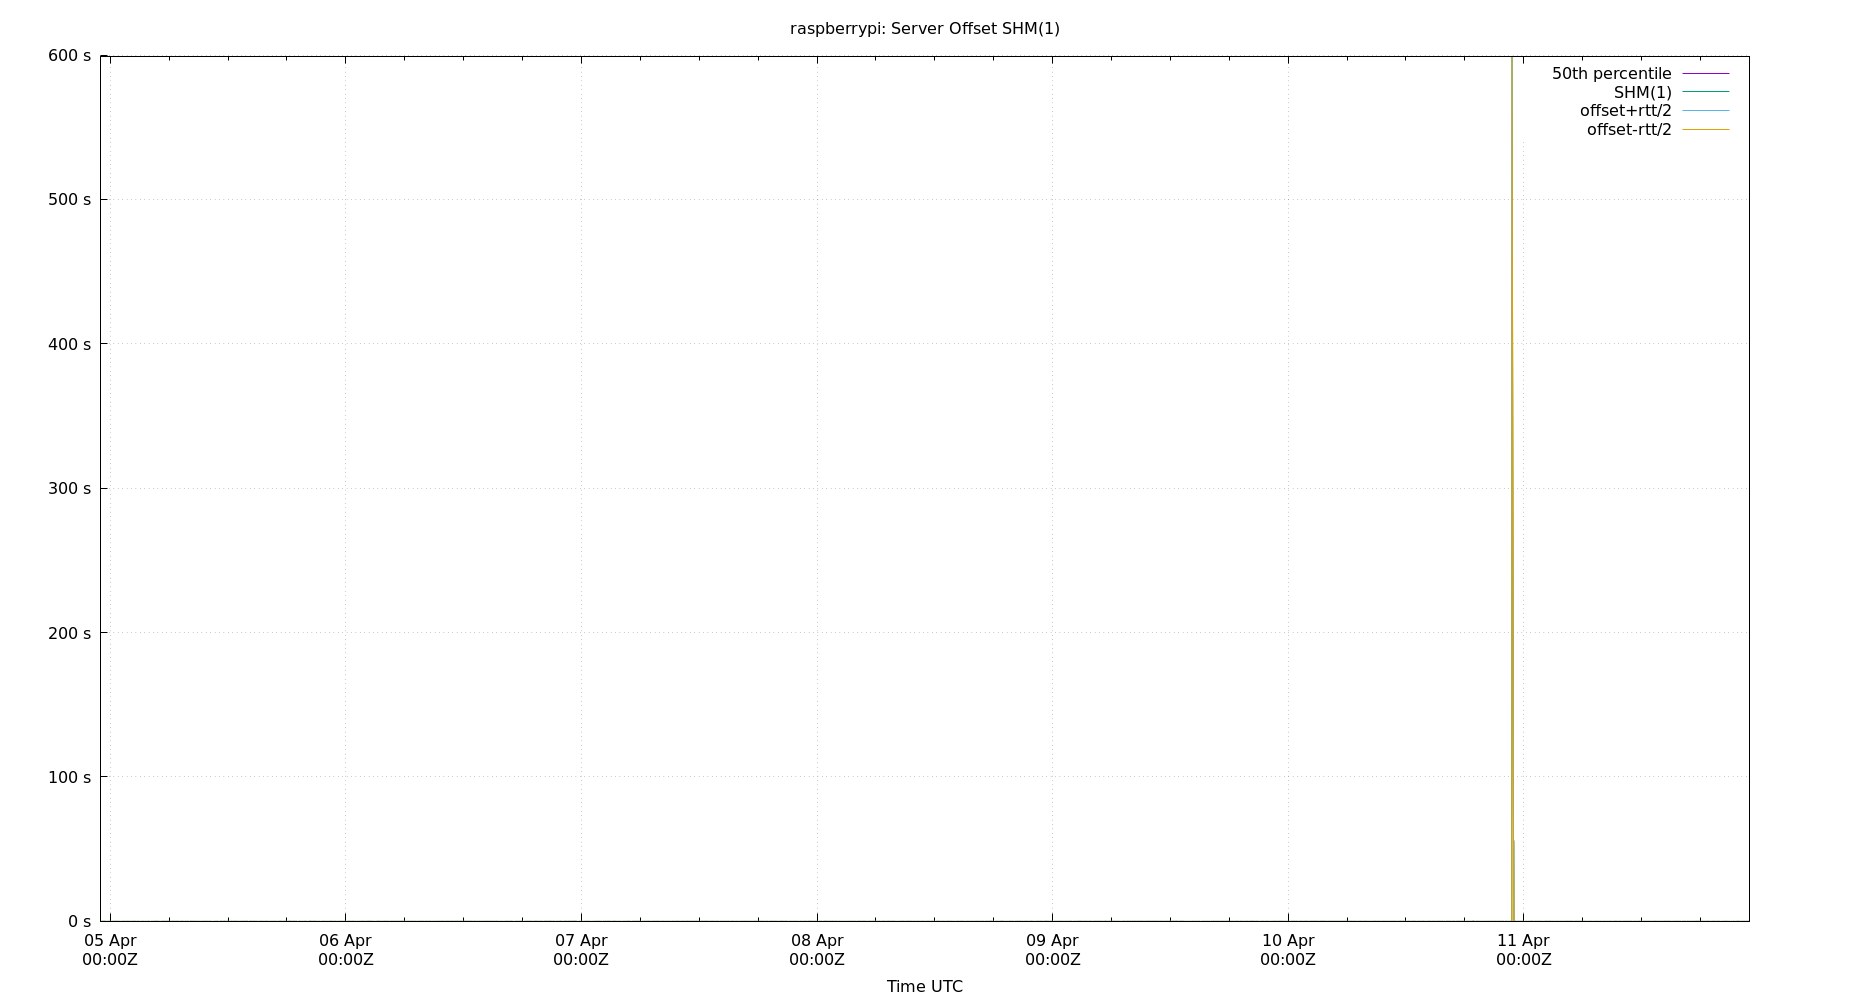 raspberrypi: Server Offset SHM(1)
600 s
500 s
400 s
300 s
200 s
100 s
0 s
50th percentile
SHM(1)
offset+rtt/2
offset-rtt/2
05 Apr 06 Apr 07 Apr 08 Apr 09 Apr 10 Apr 11 Apr
00:00Z 00:00Z 00:00Z 00:00Z 00:00Z 00:00Z 00:00Z
Time UTC